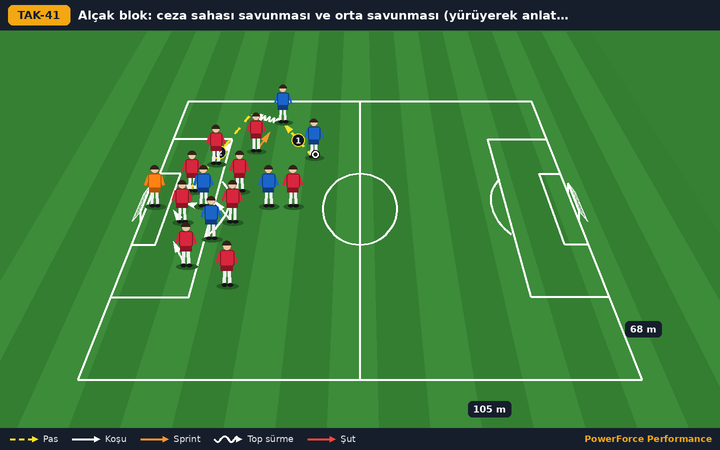 TAK-41
Alçak blok: ceza sahası savunması ve orta savunması (yürüyerek anlat...
1
68 m
105 m
Pas
Koşu
Sprint
Top sürme
Şut
PowerForce Performance